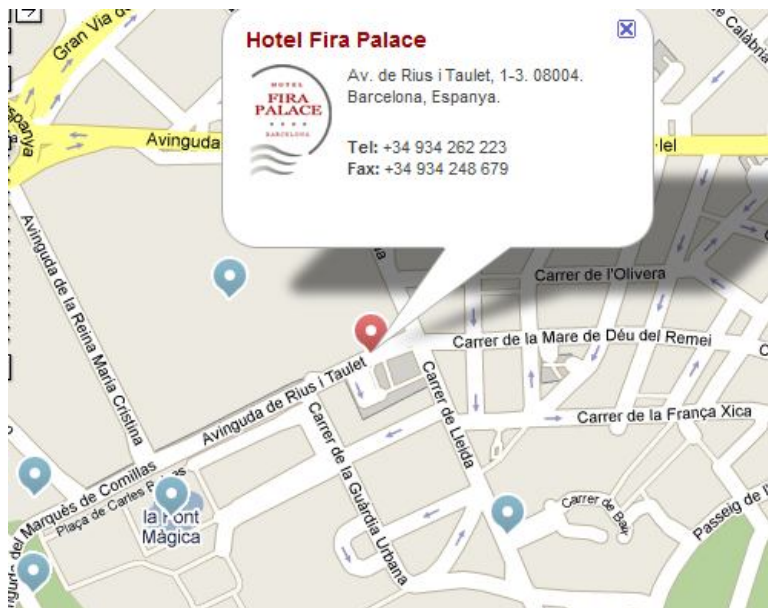 Gran Via de
Calàbria
Hotel Fira Palace
Av. de Rius i Taulet, 1-3. 08004.
Barcelona, Espanya.
HOTEL
FIRA
PALACE
BARCELONA
Tel: +34 934 262 223
Fax: +34 934 248 679
Espanya
Avinguda
·lel
Avinguda de la Reina Maria Cristina
Carrer de l'Olivera
Carrer de la Mare de Déu del Remei
Avinguda de Rius i Taulet
Carrer de Lleida
Carrer de la França Xica
Carrer de la Guàrdia Urbana
del Marquès de Comillas
Plaça de Carles
la Font
Màgica
Carrer de
Passeig de